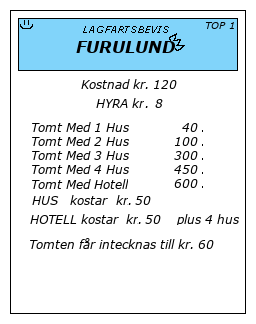 LAGFARTSBEVIS
TOP 1
FURULUND
Kostnad kr. 120
HYRA kr. 8
Tomt Med 1 Hus 40 .
Tomt Med 2 Hus 100 .
Tomt Med 3 Hus 300 .
Tomt Med 4 Hus 450 .
Tomt Med Hotell 600 .
HUS kostar kr. 50
HOTELL kostar kr. 50 plus 4 hus
Tomten får intecknas till kr. 60